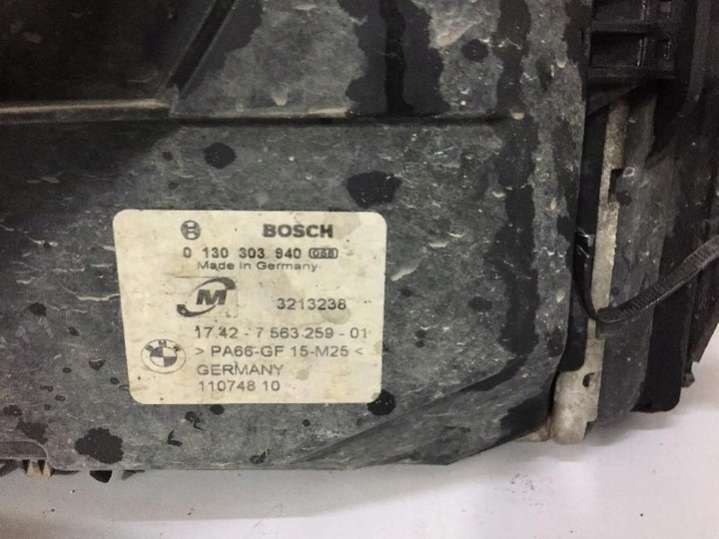 BOSCH
0 130 303 940
Made in Germany
M
3213238
17.42 - 7 563 259 - 01
BMW
> PA66-GF 15-M25 <
GERMANY
110748 10